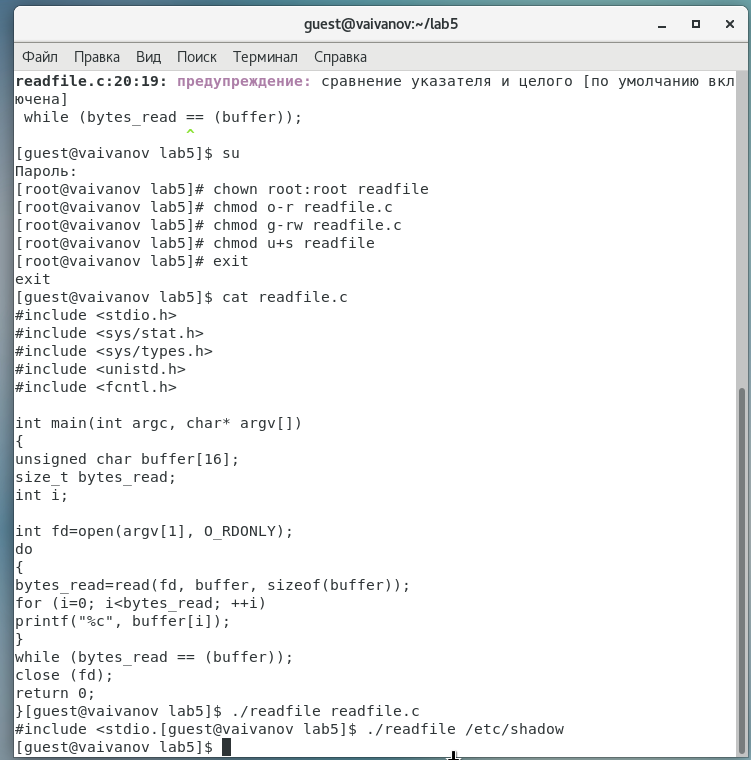 guest@vaivanov:~/lab5
Файл Правка Вид Поиск Терминал Справка
readfile.c:20:19: предупреждение: сравнение указателя и целого [по умолчанию вкл
ючена]
 while (bytes_read == (buffer));
                   ^
[guest@vaivanov lab5]$ su
Пароль:
[root@vaivanov lab5]# chown root:root readfile
[root@vaivanov lab5]# chmod o-r readfile.c
[root@vaivanov lab5]# chmod g-rw readfile.c
[root@vaivanov lab5]# chmod u+s readfile
[root@vaivanov lab5]# exit
exit
[guest@vaivanov lab5]$ cat readfile.c
#include <stdio.h>
#include <sys/stat.h>
#include <sys/types.h>
#include <unistd.h>
#include <fcntl.h>

int main(int argc, char* argv[])
{
unsigned char buffer[16];
size_t bytes_read;
int i;

int fd=open(argv[1], O_RDONLY);
do
{
bytes_read=read(fd, buffer, sizeof(buffer));
for (i=0; i<bytes_read; ++i)
printf("%c", buffer[i]);
}
while (bytes_read == (buffer));
close (fd);
return 0;
}[guest@vaivanov lab5]$ ./readfile readfile.c
#include <stdio.[guest@vaivanov lab5]$ ./readfile /etc/shadow
[guest@vaivanov lab5]$